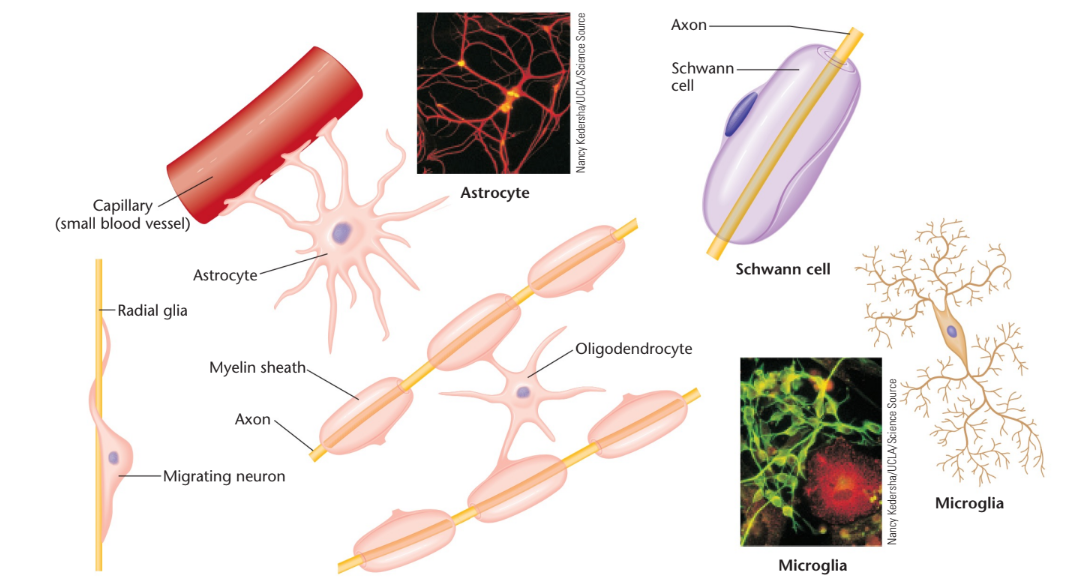 Nancy Kedersha/UCLA/Science Source
Astrocyte
Axon
Schwann
cell
Schwann cell
Capillary
(small blood vessel)
Astrocyte
Radial glia
Migrating neuron
Myelin sheath
Axon
Oligodendrocyte
Nancy Kedersha/UCLA/Science Source
Microglia
Microglia